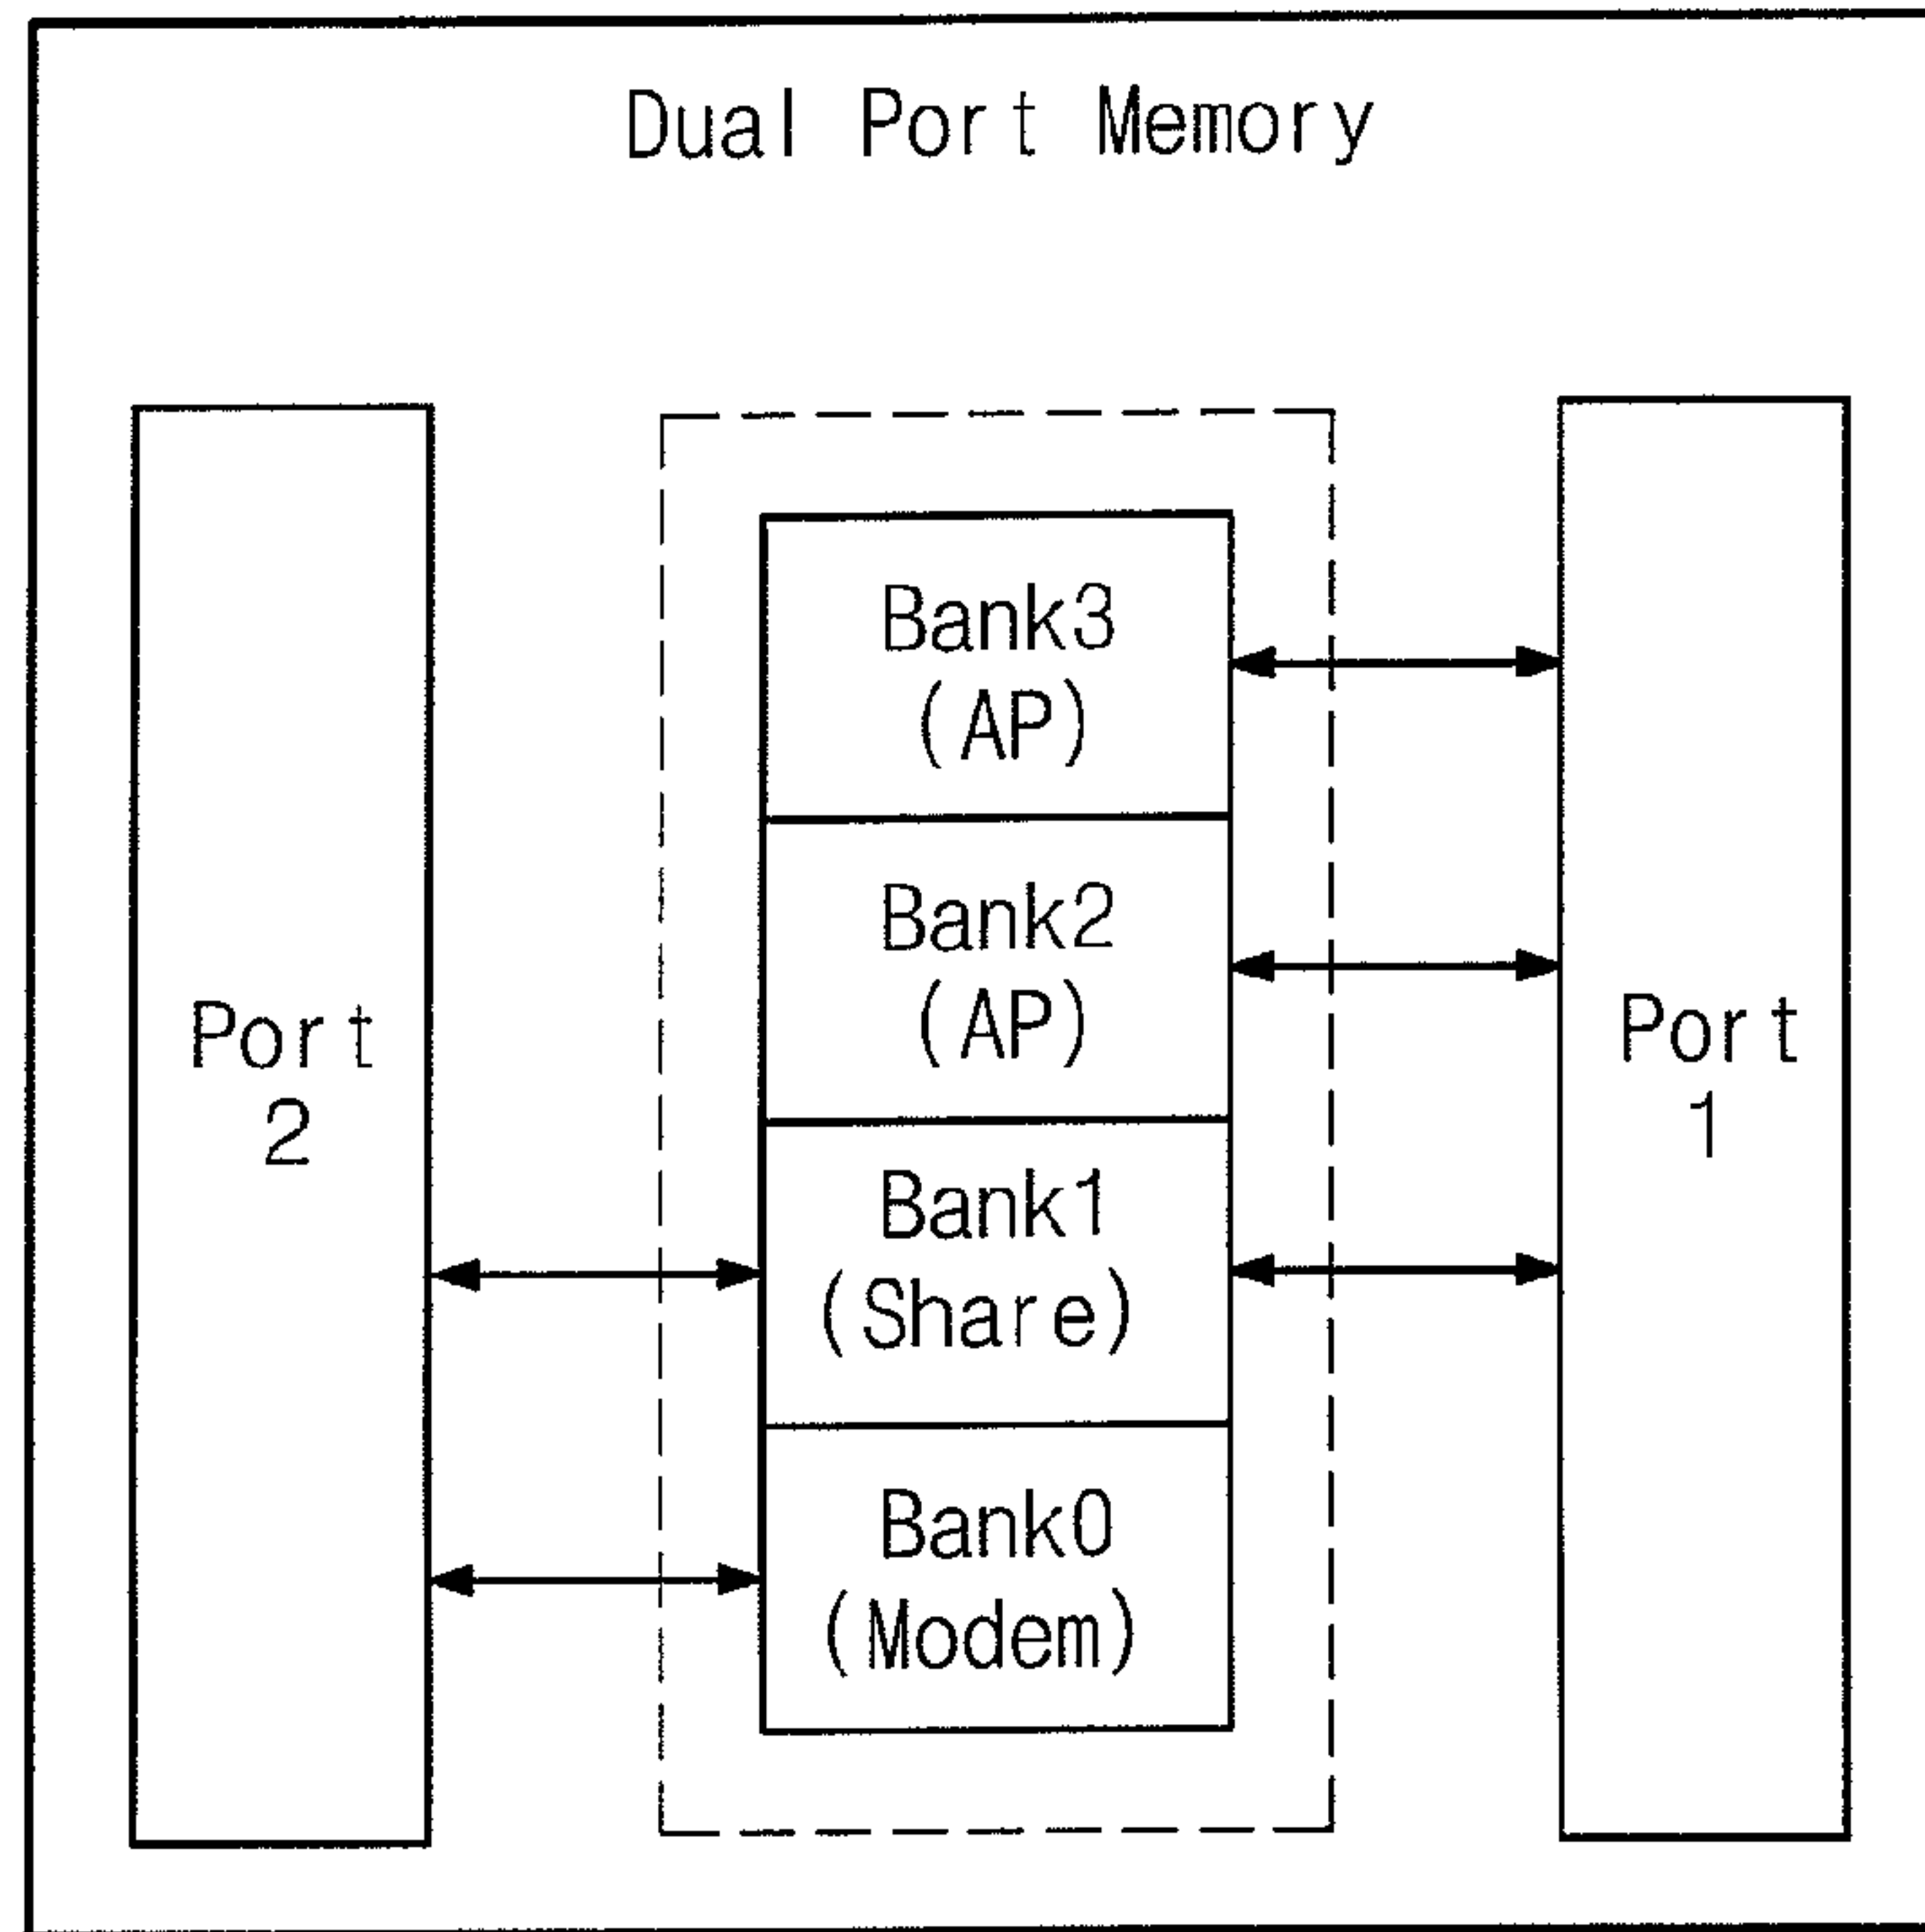 Dual Port Memory
Port
2
Bank3
(AP)
Bank2
(AP)
Bank1
(Share)
Bank0
(Modem)
Port
1